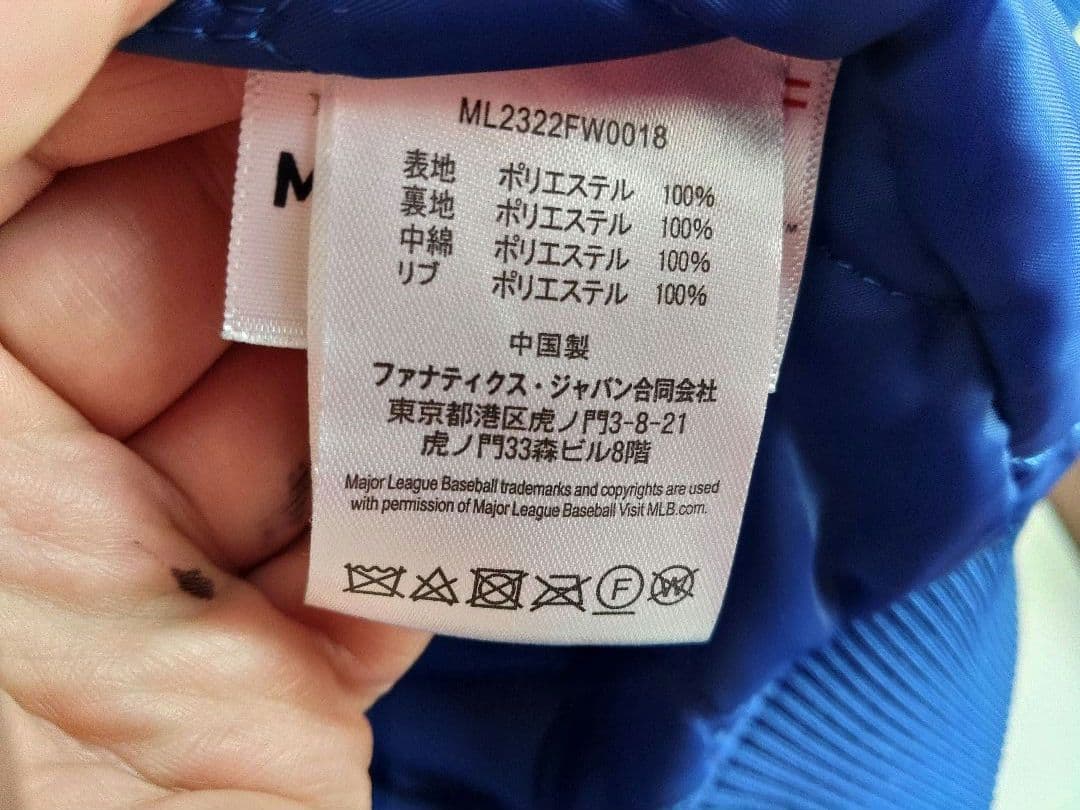 ML2322FW0018
表地 ポリエステル 100%
裏地 ポリエステル 100%
中綿 ポリエステル 100%
リブ ポリエステル 100%
中国製
ファナティクス・ジャパン合同会社
東京都港区虎ノ門3-8-21
虎ノ門33森ビル8階
Major League Baseball trademarks and copyrights are used
with permission of Major League Baseball Visit MLB.com.
F
W
M
TM